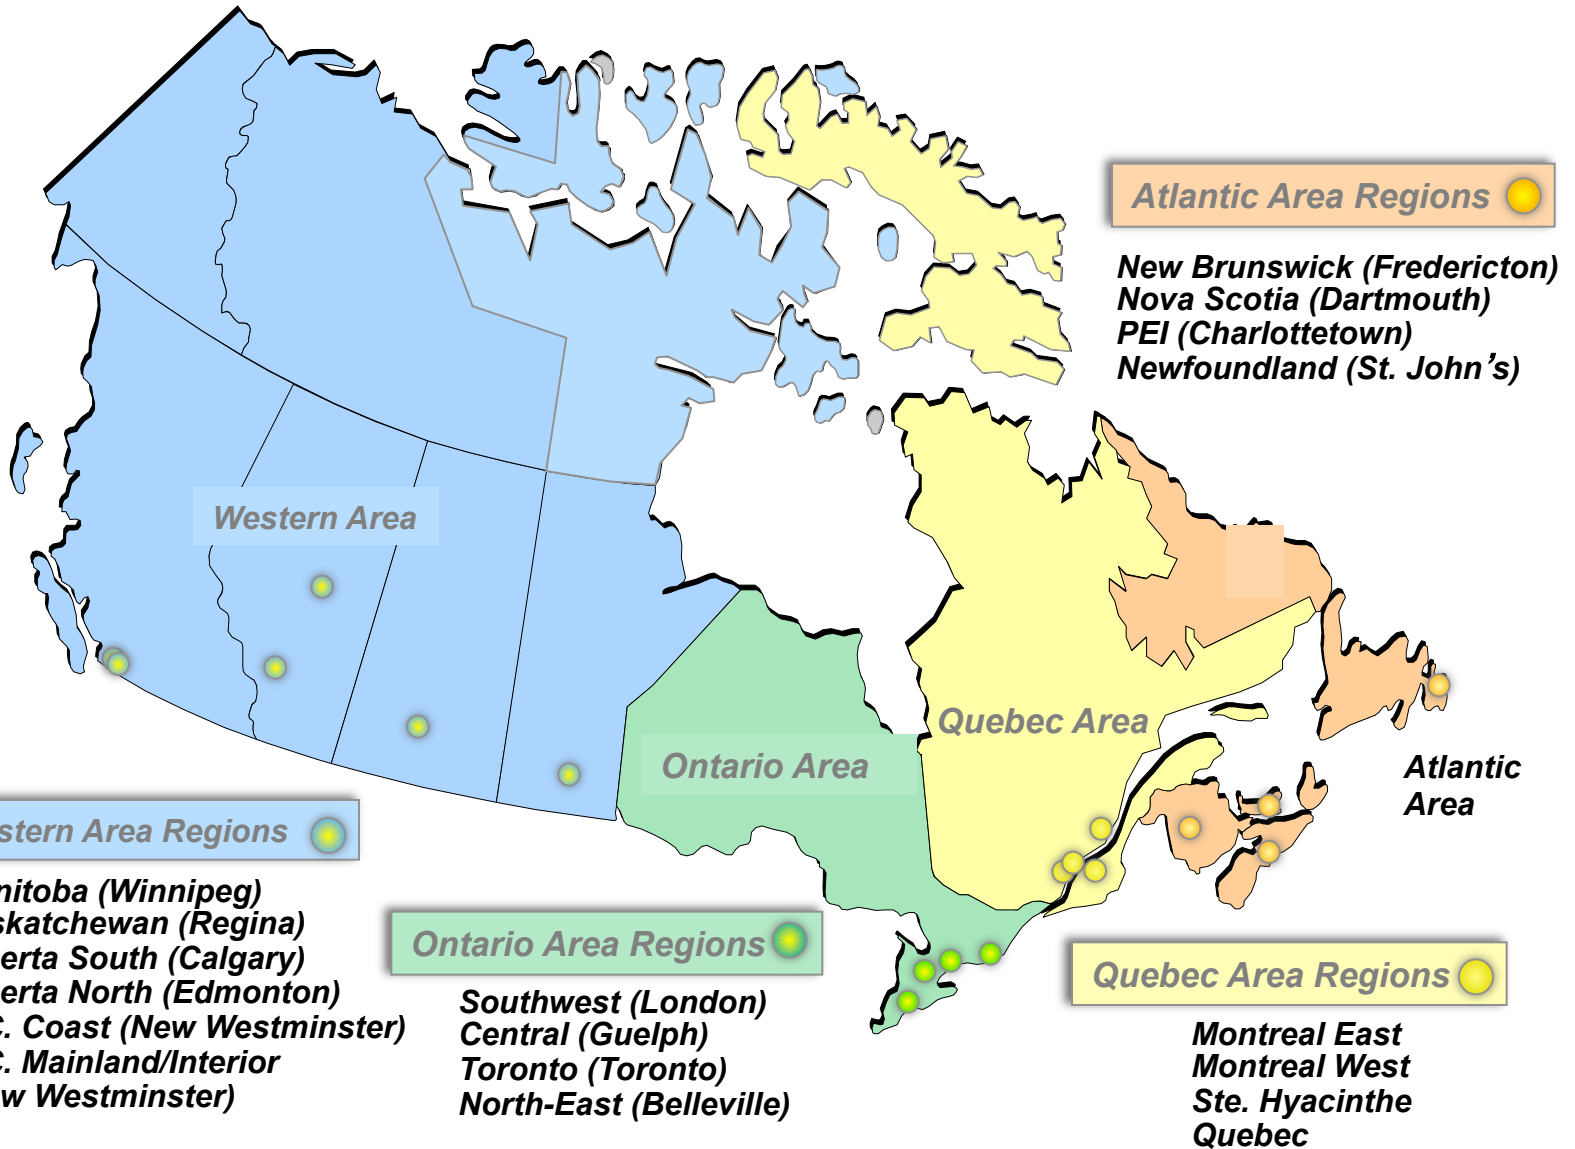 Atlantic Area Regions
New Brunswick (Fredericton)
Nova Scotia (Dartmouth)
PEI (Charlottetown)
Newfoundland (St. John’s)
Western Area
Quebec Area
Ontario Area
Atlantic
Area
stern Area Regions
nitoba (Winnipeg)
skatchewan (Regina)
erta South (Calgary)
erta North (Edmonton)
C. Coast (New Westminster)
C. Mainland/Interior
w Westminster)
Ontario Area Regions
Southwest (London)
Central (Guelph)
Toronto (Toronto)
North-East (Belleville)
Quebec Area Regions
Montreal East
Montreal West
Ste. Hyacinthe
Quebec